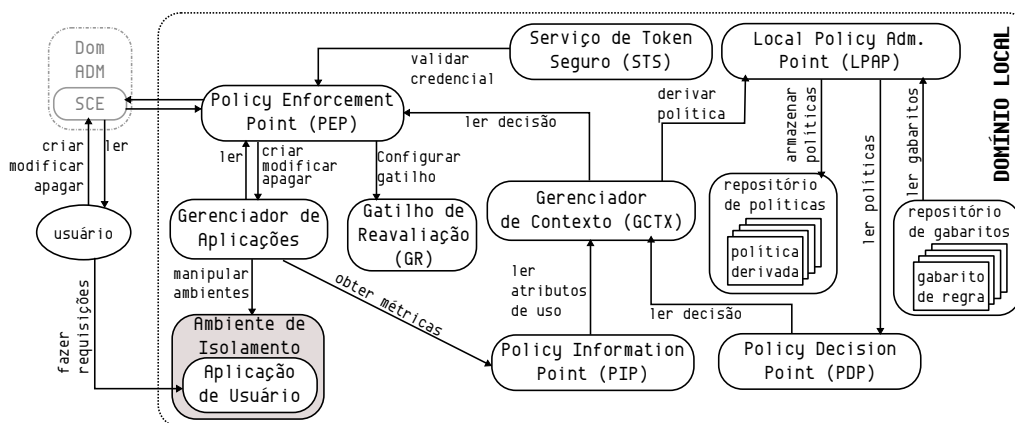 Dom
ADM
SCE
criar
modificar
apagar
ler
usuário
fazer
requisições
Policy Enforcement
Point (PEP)
validar
credencial
Serviço de Token
Seguro (STS)
Local Policy Adm.
Point (LPAP)
DOMÍNIO LOCAL
ler decisão
derivar
política
armazenar
políticas
ler políticas
ler gabaritos
ler
criar
modificar
apagar
Configurar
gatilho
Gerenciador de
Aplicações
Gatilho de
Reavaliação
(GR)
Gerenciador
de Contexto (GCTX)
repositório
de políticas
política
derivada
repositório
de gabaritos
gabarito
de regra
manipular
ambientes
obter métricas
ler
atributos
de uso
ler decisão
Ambiente de
Isolamento
Aplicação
de Usuário
Policy Information
Point (PIP)
Policy Decision
Point (PDP)